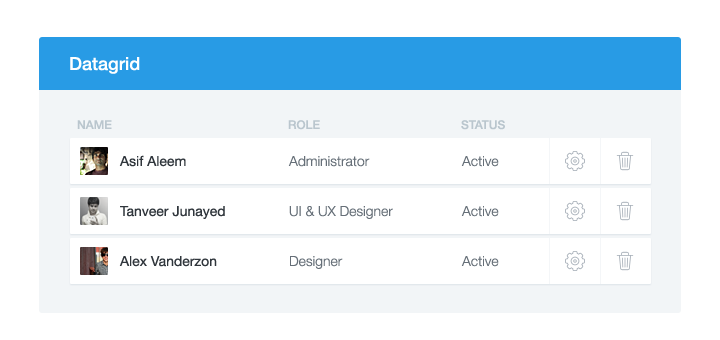 Datagrid
NAME ROLE STATUS
Asif Aleem Administrator Active
Tanveer Junayed UI & UX Designer Active
Alex Vanderzon Designer Active